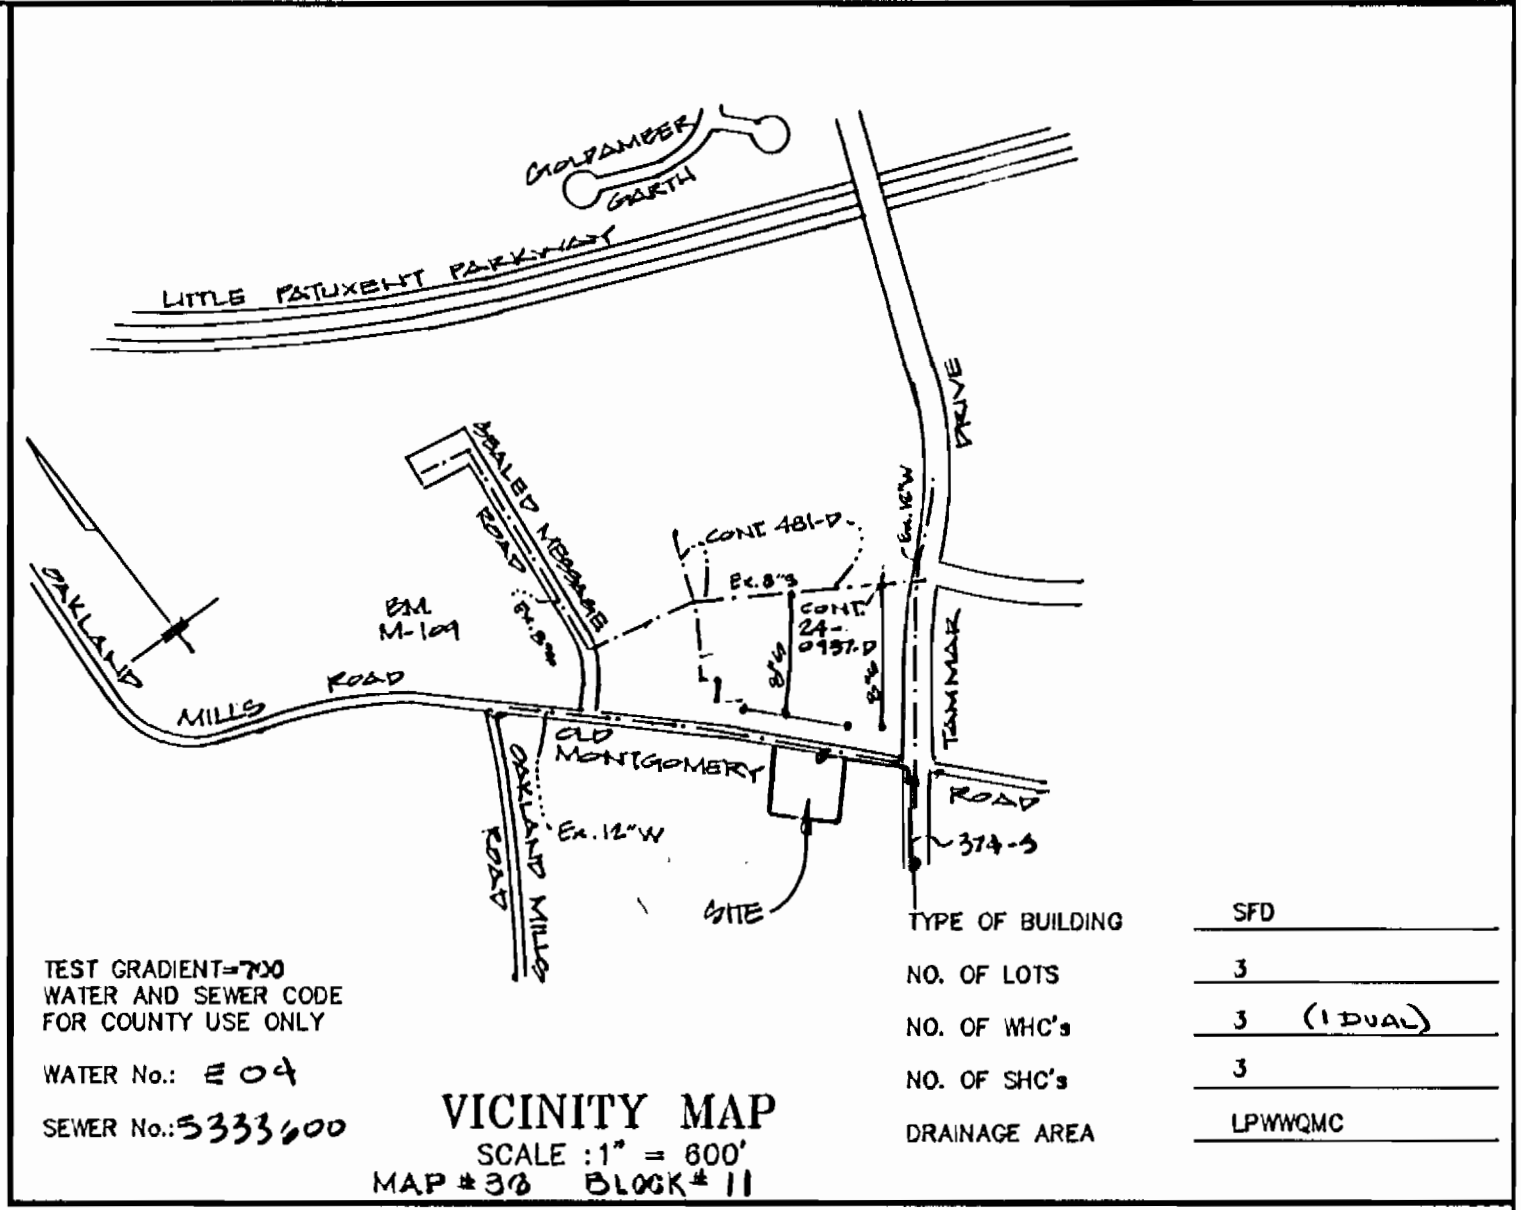 GOLDAMBER
GARTH
LITTLE PATUXENT PARKWAY
DRIVE
SEALED MESSAGE
ROAD
Ex. 12"W
CONT. 481-D
Ex. 8"S
OAKLAND
BM
M-109
Ex. 8"W
CONT.
24-
8"S
8"S
TAMMAR
ROAD
MILLS
OLD
MONTGOMERY
OAKLAND MILLS
ROAD
ROAD
Ex. 12"W
374-S
SITE
TYPE OF BUILDING SFD
NO. OF LOTS 3
NO. OF WHC's 3 (1 DUAL)
NO. OF SHC's 3
DRAINAGE AREA LPWWQMC
TEST GRADIENT=700
WATER AND SEWER CODE
FOR COUNTY USE ONLY
WATER No.: E04
SEWER No.: 5333600
VICINITY MAP
SCALE : 1" = 600'
MAP # BLOCK # 11